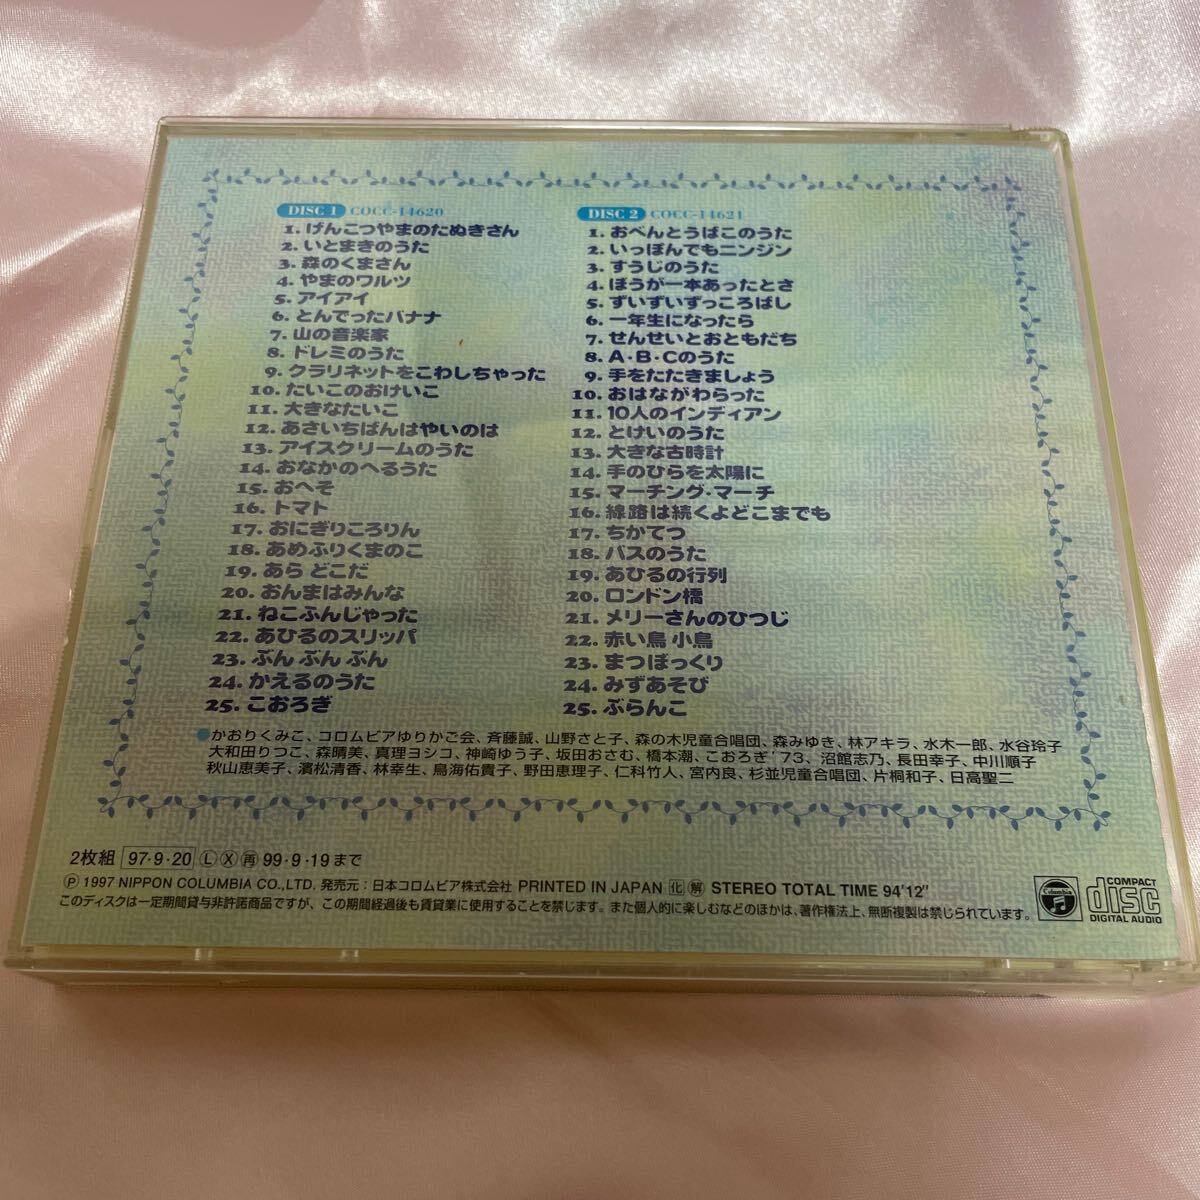 DISC 1 COCC-14620
1. げんこつやまのたぬきさん
2. いとまきのうた
3. 森のくまさん
4. やまのワルツ
5. アイアイ
6. とんでったバナナ
7. 山の音楽家
8. ドレミのうた
9. クラリネットをこわしちゃった
10. たいこのおけいこ
11. 大きなたいこ
12. あさいちばんはやいのは
13. アイスクリームのうた
14. おなかのへるうた
15. おへそ
16. トマト
17. おにぎりころりん
18. あめふりくまのこ
19. あら どこだ
20. おんまはみんな
21. ねこふんじゃった
22. あひるのスリッパ
23. ぶん ぶん ぶん
24. かえるのうた
25. こおろぎ
DISC 2 COCC-14621
1. おべんとうばこのうた
2. いっぽんでもニンジン
3. すうじのうた
4. ぼうが一本あったとさ
5. ずいずいずっころばし
6. 一年生になったら
7. せんせいとおともだち
8. A・B・Cのうた
9. 手をたたきましょう
10. おはながわらった
11. 10人のインディアン
12. とけいのうた
13. 大きな古時計
14. 手のひらを太陽に
15. マーチング・マーチ
16. 線路は続くよどこまでも
17. ちかてつ
18. バスのうた
19. あひるの行列
20. ロンドン橋
21. メリーさんのひつじ
22. 赤い鳥 小鳥
23. まつぼっくり
24. みずあそび
25. ぶらんこ
●かおりくみこ、コロムビアゆりかご会、斉藤誠、山野さと子、森の木児童合唱団、森みゆき、林アキラ、水木一郎、水谷玲子
大和田りつこ、森晴美、真理ヨシコ、神崎ゆう子、坂田おさむ、橋本潮、こおろぎ'73、沼館志乃、長田幸子、中川順子
秋山恵美子、濱松清香、林幸生、鳥海佑貴子、野田恵理子、仁科竹人、宮内良、杉並児童合唱団、片桐和子、日高聖二
2枚組 97・9・20 Ⓛ Ⓧ 再 99・9・19まで
Ⓟ 1997 NIPPON COLUMBIA CO.,LTD. 発売元：日本コロムビア株式会社 PRINTED IN JAPAN 化 解 STEREO TOTAL TIME 94'12"
このディスクは一定期間貸与非許諾商品ですが、この期間経過後も賃貸業に使用することを禁じます。また個人的に楽しむなどのほかは、著作権法上、無断複製は禁じられています。
Columbia
COMPACT
disc
DIGITAL AUDIO